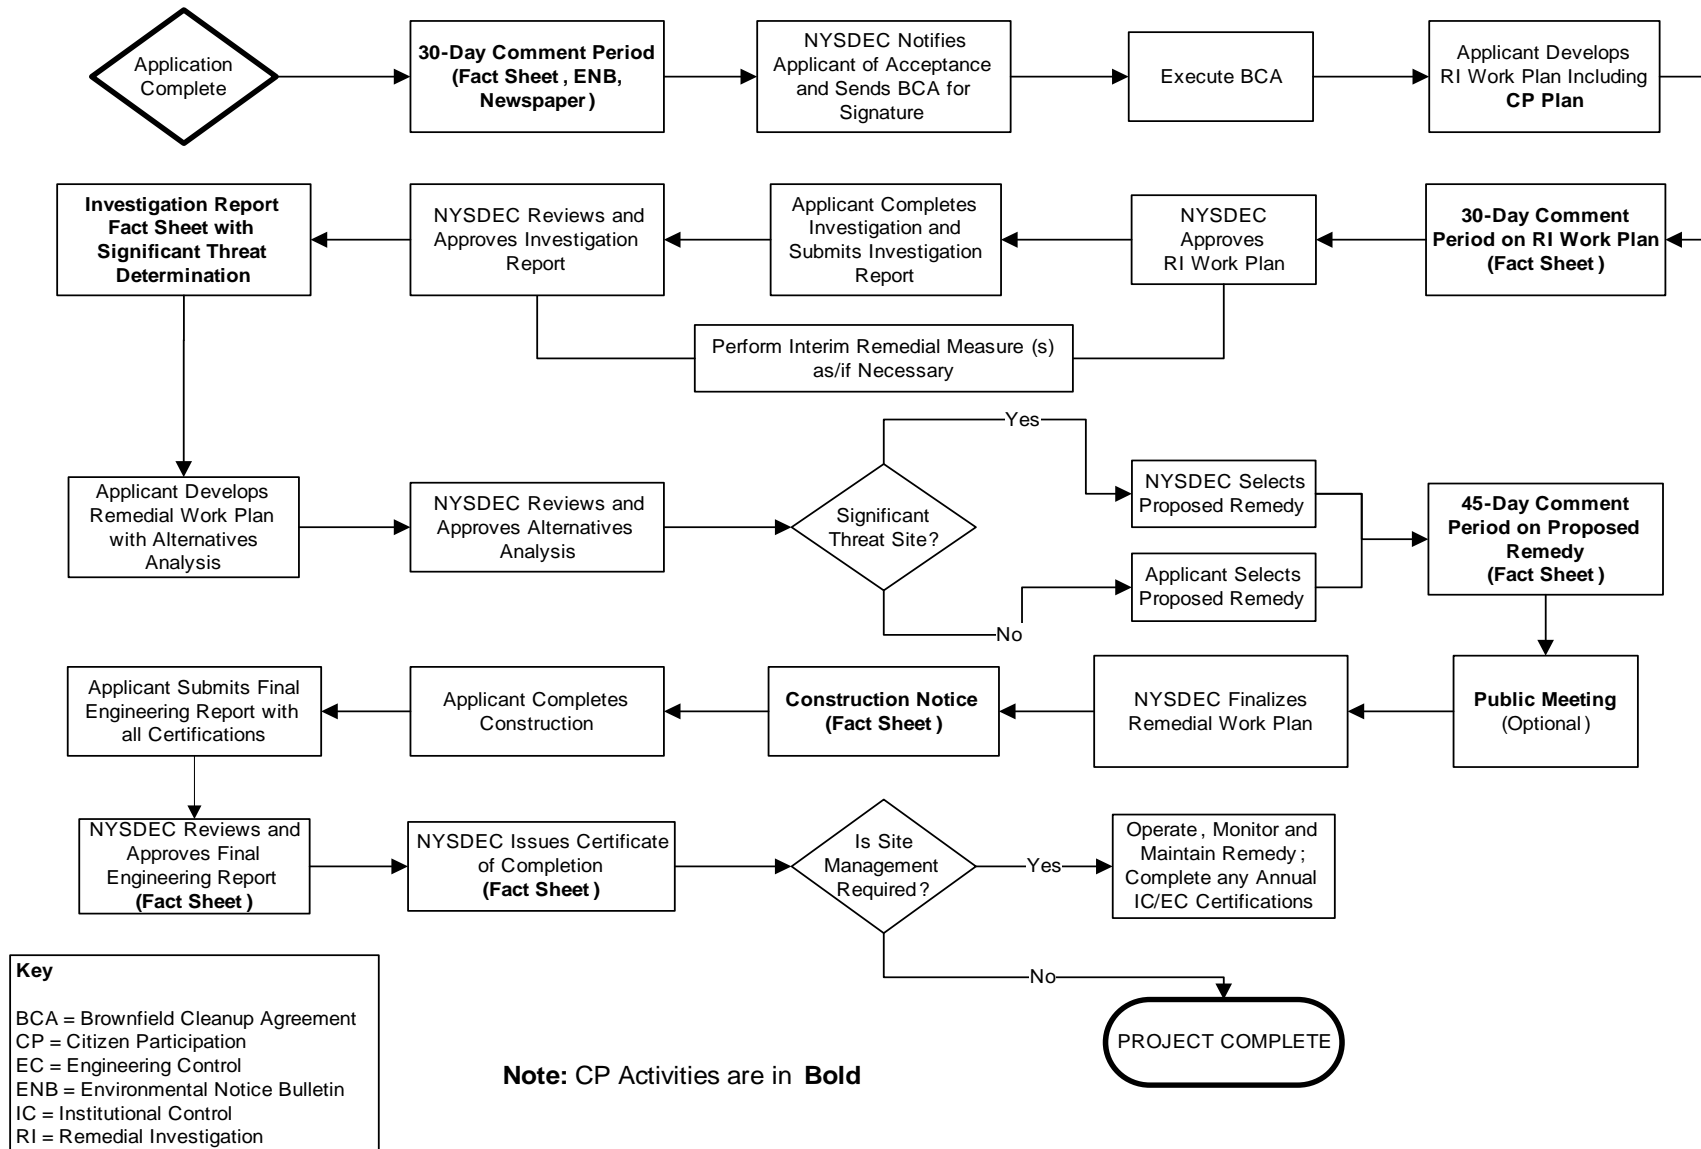 Application
Complete
30-Day Comment Period
(Fact Sheet , ENB,
Newspaper )
NYSDEC Notifies
Applicant of Acceptance
and Sends BCA for
Signature
Execute BCA
Applicant Develops
RI Work Plan Including
CP Plan
Investigation Report
Fact Sheet with
Significant Threat
Determination
NYSDEC Reviews and
Approves Investigation
Report
Applicant Completes
Investigation and
Submits Investigation
Report
NYSDEC
Approves
RI Work Plan
30-Day Comment
Period on RI Work Plan
(Fact Sheet )
Perform Interim Remedial Measure (s)
as/if Necessary
Applicant Develops
Remedial Work Plan
with Alternatives
Analysis
NYSDEC Reviews and
Approves Alternatives
Analysis
Significant
Threat Site?
Yes
No
NYSDEC Selects
Proposed Remedy
Applicant Selects
Proposed Remedy
45-Day Comment
Period on Proposed
Remedy
(Fact Sheet )
Applicant Submits Final
Engineering Report with
all Certifications
Applicant Completes
Construction
Construction Notice
(Fact Sheet )
NYSDEC Finalizes
Remedial Work Plan
Public Meeting
(Optional )
NYSDEC Reviews and
Approves Final
Engineering Report
(Fact Sheet )
NYSDEC Issues Certificate
of Completion
(Fact Sheet )
Is Site
Management
Required?
Yes
Operate , Monitor and
Maintain Remedy ;
Complete any Annual
IC/EC Certifications
No
PROJECT COMPLETE
Key
BCA = Brownfield Cleanup Agreement
CP = Citizen Participation
EC = Engineering Control
ENB = Environmental Notice Bulletin
IC = Institutional Control
RI = Remedial Investigation
Note: CP Activities are in Bold